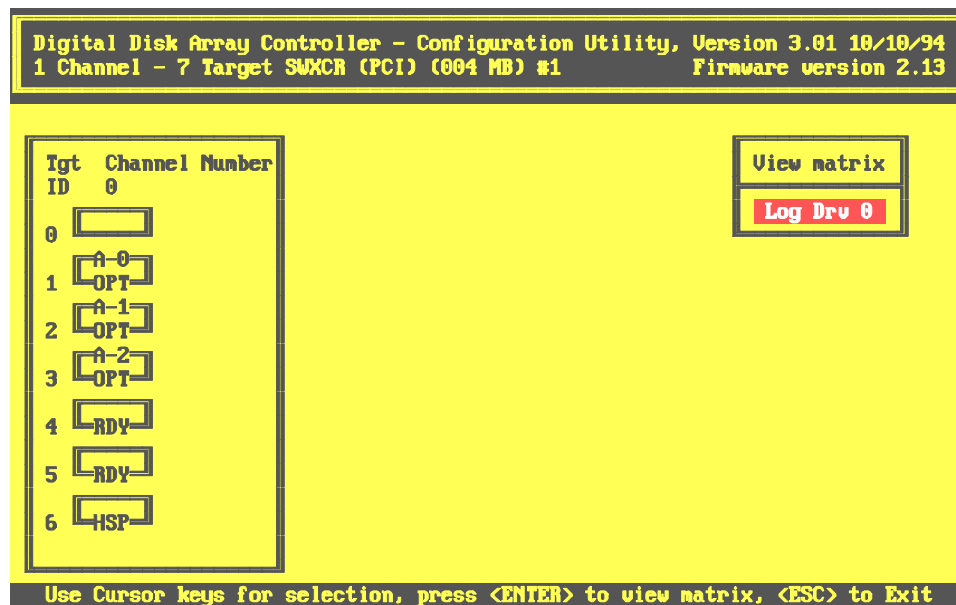 Digital Disk Array Controller - Configuration Utility, Version 3.01 10/10/94
1 Channel - 7 Target SWXCR (PCI) (004 MB) #1 Firmware version 2.13
Tgt Channel Number
ID 0
View matrix
Log Drv 0
0
A-0
1 OPT
A-1
2 OPT
A-2
3 OPT
4 RDY
5 RDY
6 HSP
Use Cursor keys for selection, press <ENTER> to view matrix, <ESC> to Exit